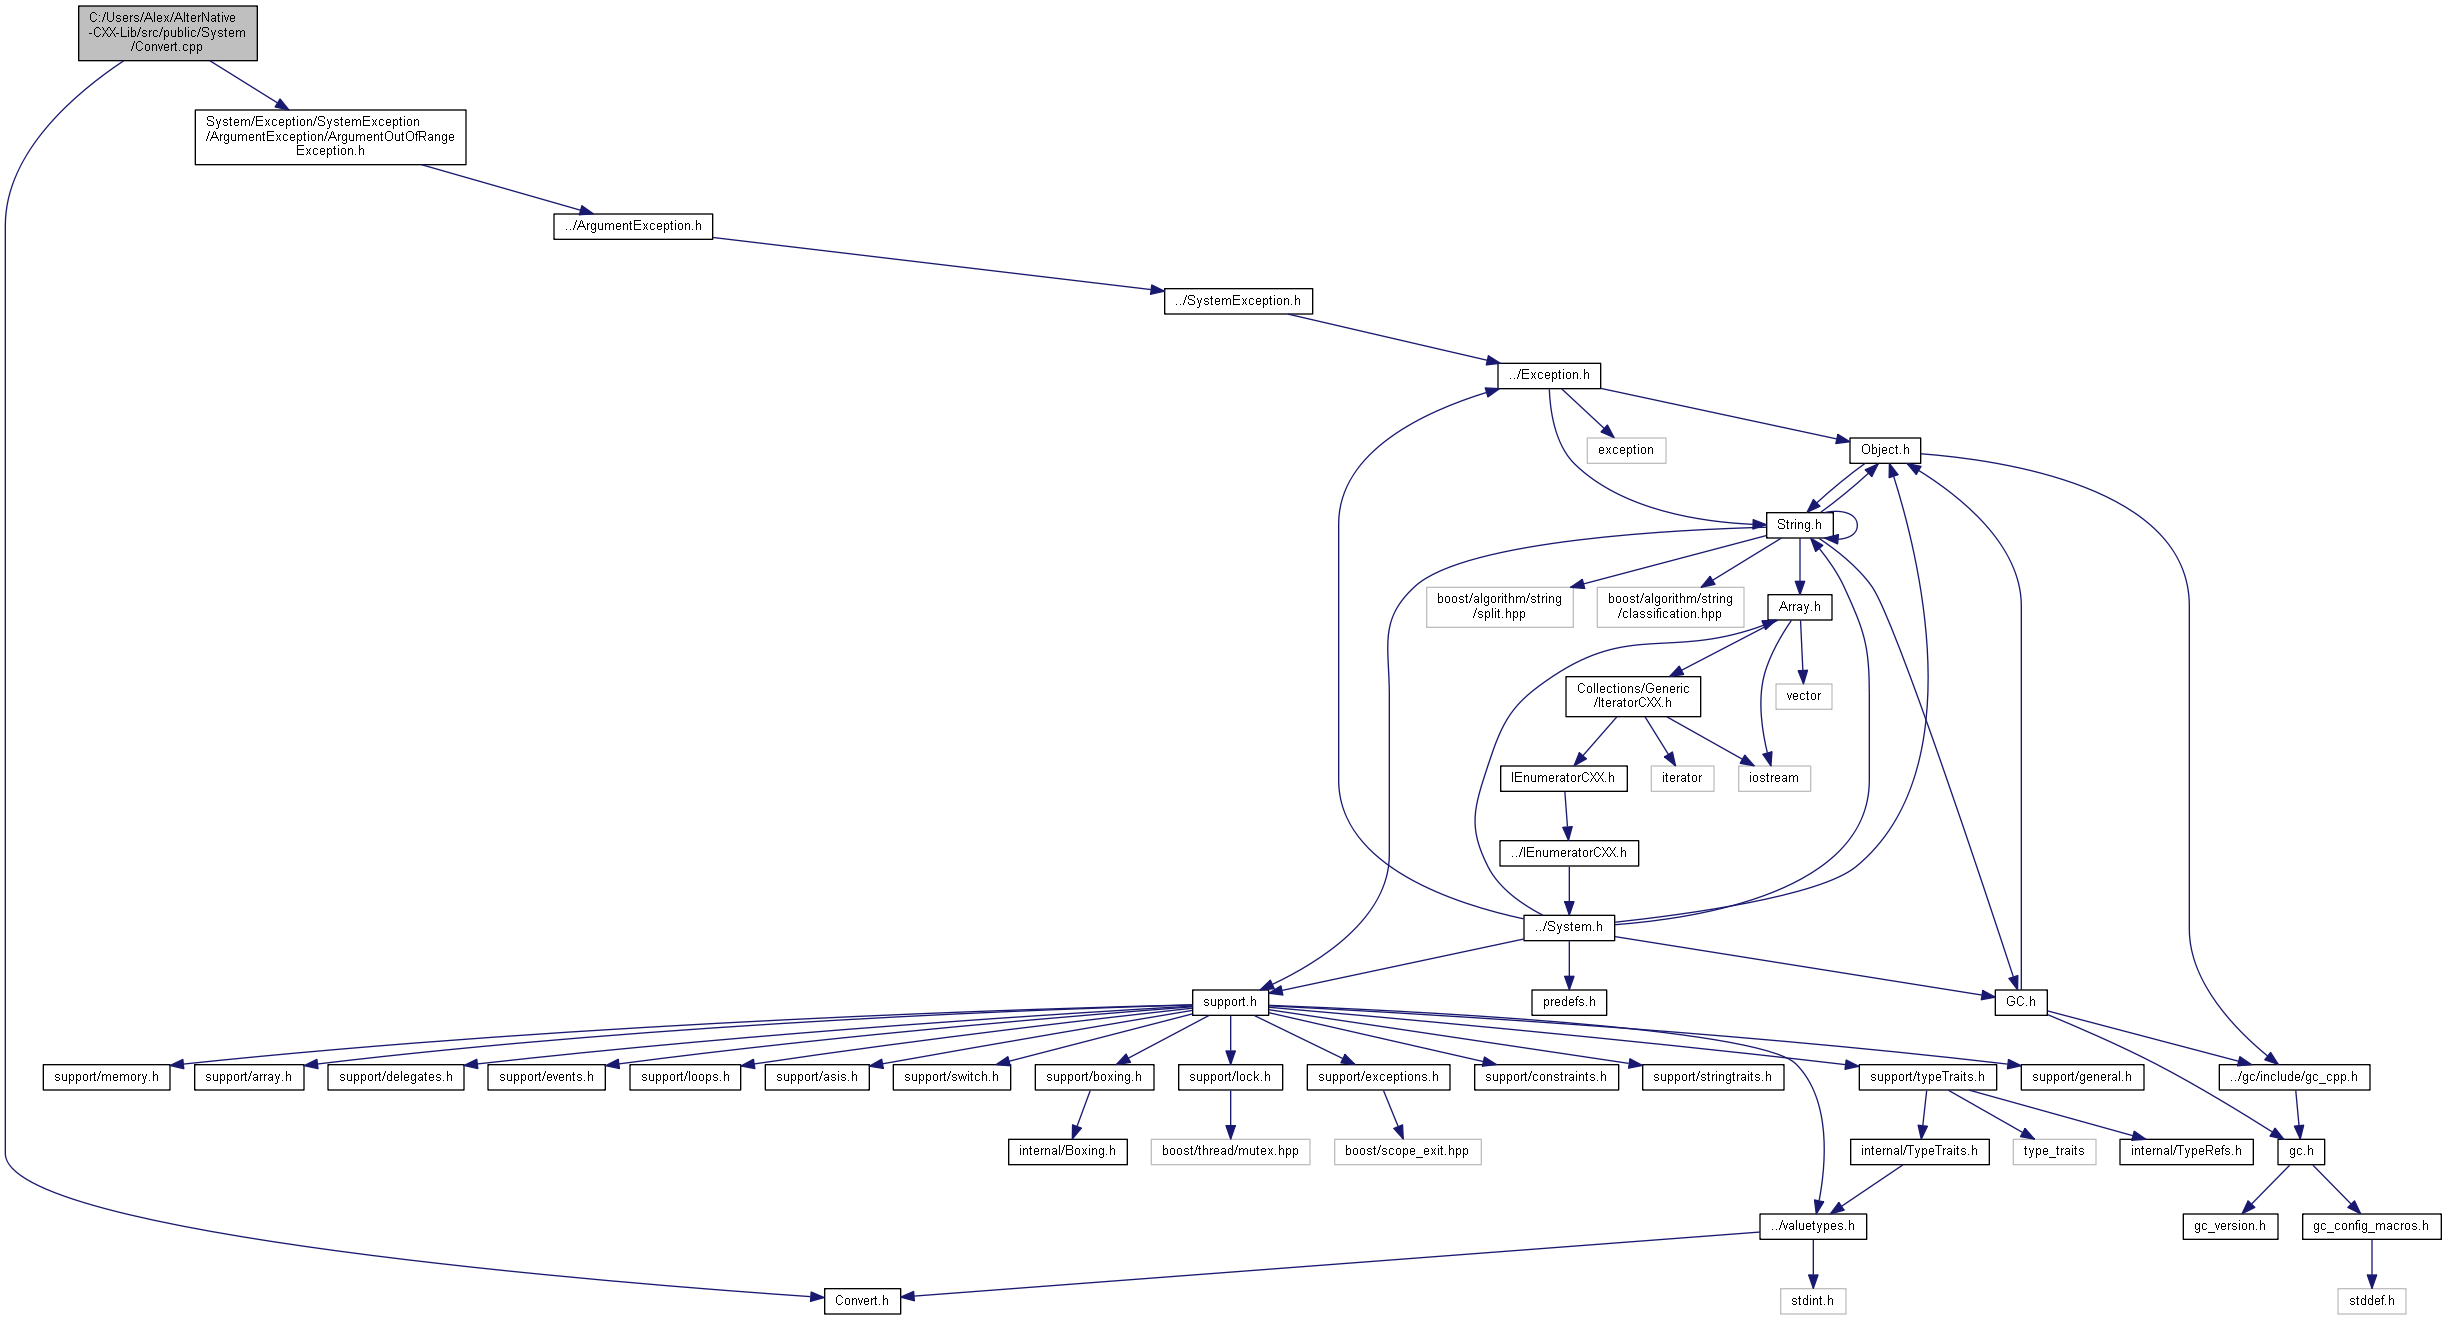 C:/Users/Alex/AlterNative
-CXX-Lib/src/public/System
/Convert.cpp
System/Exception/SystemException
/ArgumentException/ArgumentOutOfRange
Exception.h
../ArgumentException.h
../SystemException.h
../Exception.h
exception
Object.h
String.h
boost/algorithm/string
/split.hpp
boost/algorithm/string
/classification.hpp
Array.h
Collections/Generic
/IteratorCXX.h
vector
IEnumeratorCXX.h
iterator
iostream
../IEnumeratorCXX.h
../System.h
support.h
predefs.h
GC.h
support/memory.h
support/array.h
support/delegates.h
support/events.h
support/loops.h
support/asis.h
support/switch.h
support/boxing.h
support/lock.h
support/exceptions.h
support/constraints.h
support/stringtraits.h
support/typeTraits.h
support/general.h
../gc/include/gc_cpp.h
internal/Boxing.h
boost/thread/mutex.hpp
boost/scope_exit.hpp
internal/TypeTraits.h
type_traits
internal/TypeRefs.h
gc.h
../valuetypes.h
gc_version.h
gc_config_macros.h
Convert.h
stdint.h
stddef.h